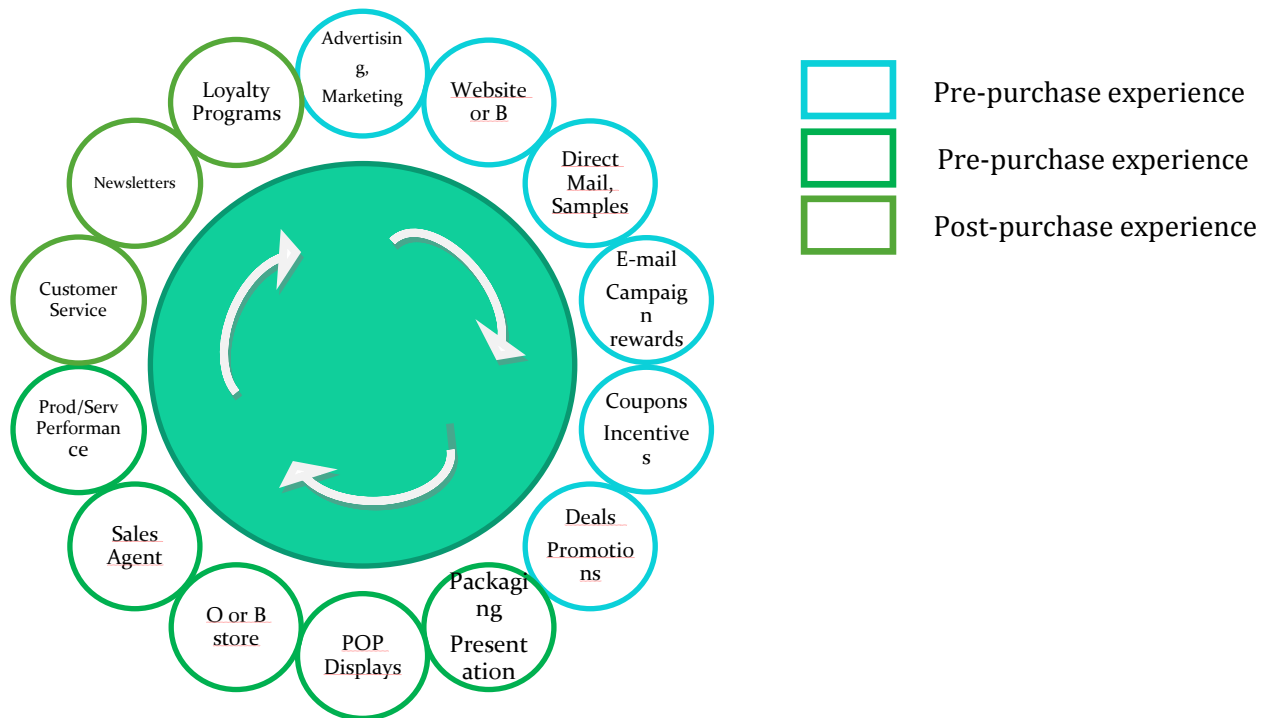 Advertisin
g,
Marketing
Website
or B
Direct
Mail,
Samples
E-mail
Campaig
n
rewards
Coupons
Incentive
s
Deals
Promotio
ns
Packagi
ng
Present
ation
POP
Displays
O or B
store
Sales
Agent
Prod/Serv
Performan
ce
Customer
Service
Newsletters
Loyalty
Programs
Pre-purchase experience
Pre-purchase experience
Post-purchase experience